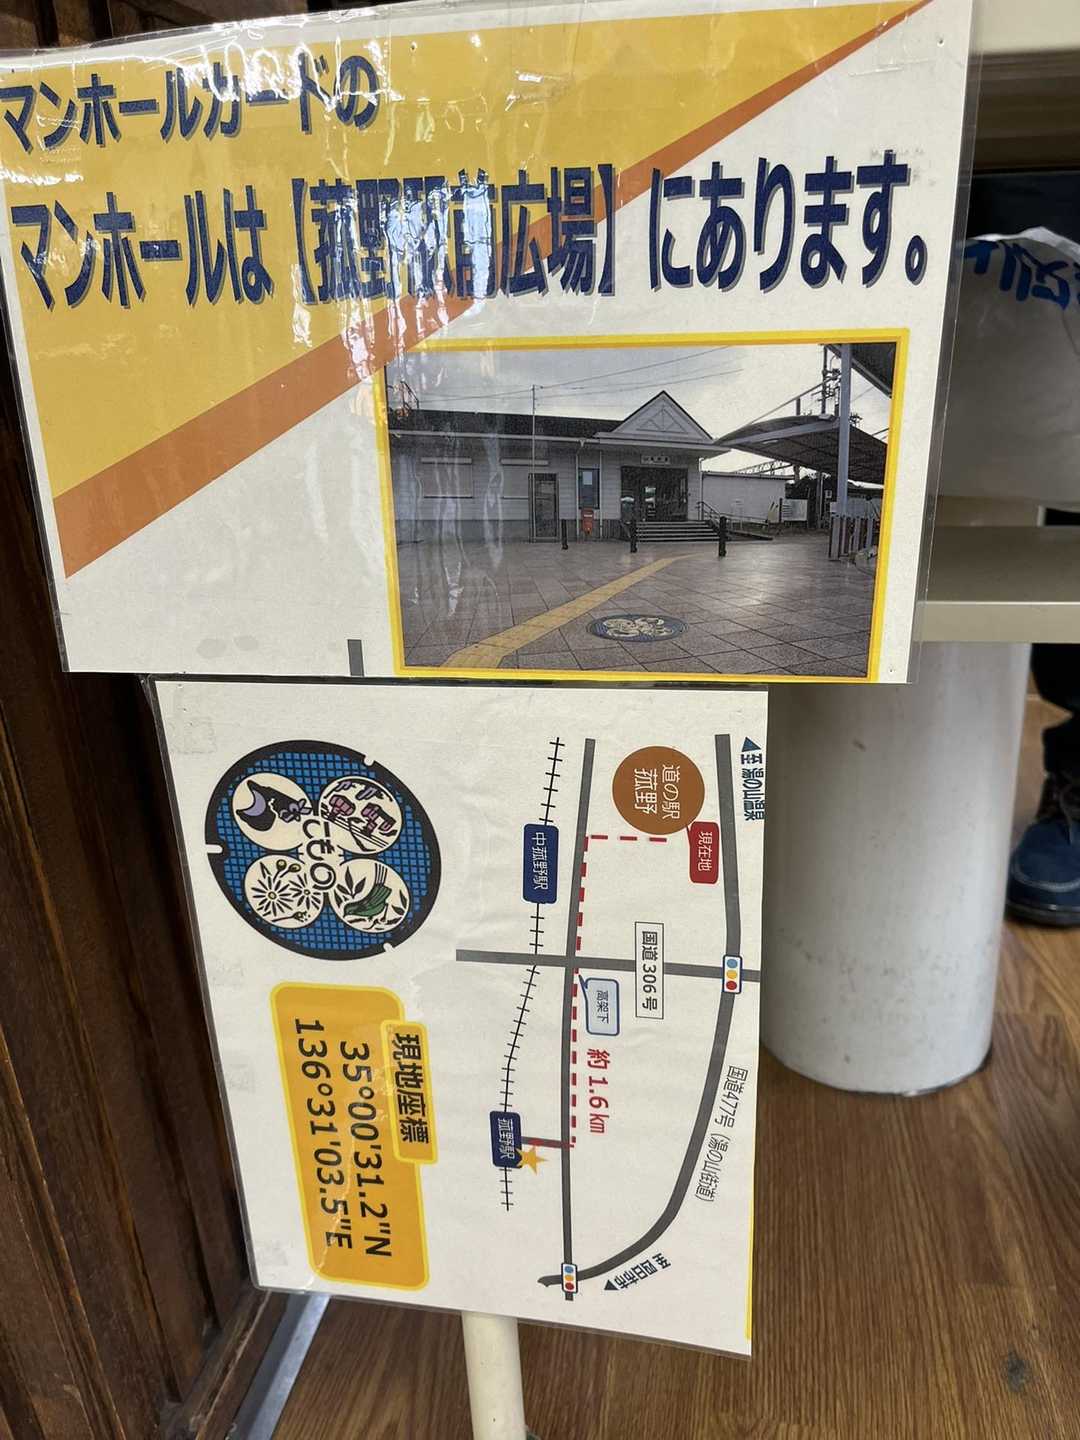 マンホールカードの
マンホールは【菰野駅前広場】にあります。
至湯の山温泉
道の駅
菰野
現在地
中菰野駅
国道306号
高架下
約1.6㎞
国道477号（湯の山街道）
菰野駅
至四日市
こもの
現地座標
35°00'31.2"N
136°31'03.5"E